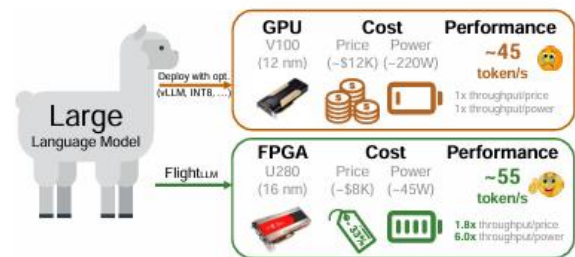 Large
Language Model
Deploy with opt.
(vLLM, INT8, ...)
FlightLLM
GPU
V100
(12 nm)
Cost
Price Power
(~$12K) (~220W)
Performance
~45
token/s
1x throughput/price
1x throughput/power
FPGA
U280
(16 nm)
Cost
Price Power
(~$8K) (~45W)
33%
Performance
~55
token/s
1.8x throughput/price
6.0x throughput/power